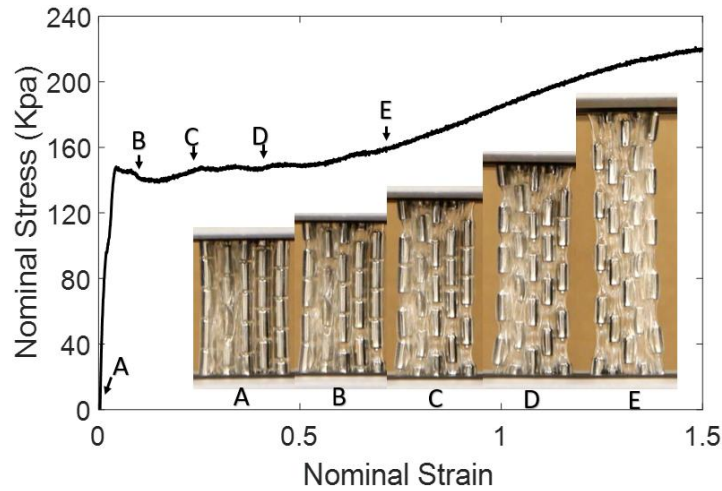 240
200
160
120
80
40
0
Nominal Stress (Kpa)
A
B
C
D
E
A B C D E
0 0.5 1 1.5
Nominal Strain